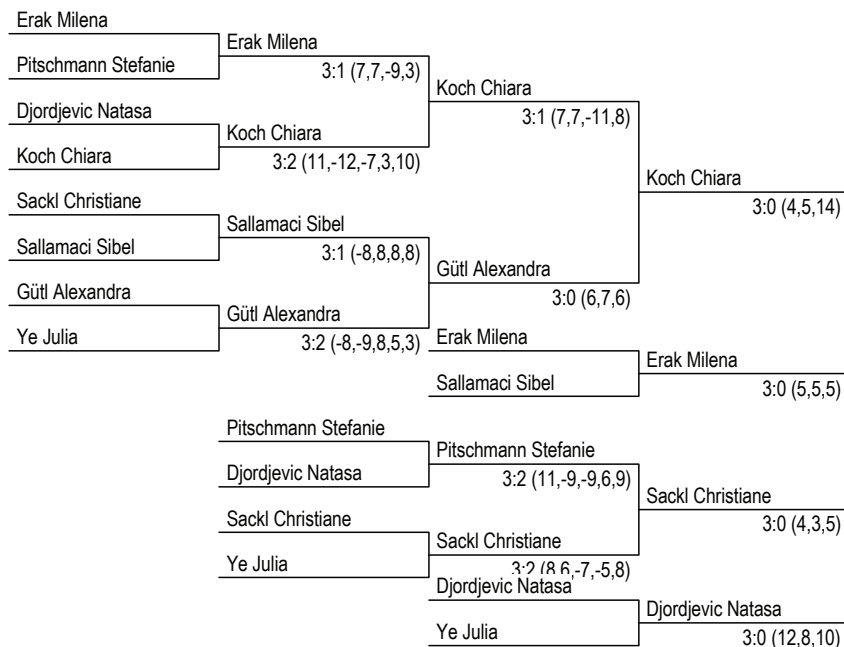 Erak Milena
Erak Milena
Pitschmann Stefanie
3:1 (7,7,-9,3)
Koch Chiara
Djordjevic Natasa
3:1 (7,7,-11,8)
Koch Chiara
Koch Chiara
3:2 (11,-12,-7,3,10)
Koch Chiara
3:0 (4,5,14)
Sackl Christiane
Sallamaci Sibel
Sallamaci Sibel
3:1 (-8,8,8,8)
Gütl Alexandra
Gütl Alexandra
3:0 (6,7,6)
Gütl Alexandra
Ye Julia
3:2 (-8,-9,8,5,3)
Erak Milena
Erak Milena
Sallamaci Sibel
3:0 (5,5,5)
Pitschmann Stefanie
Pitschmann Stefanie
Djordjevic Natasa
3:2 (11,-9,-9,6,9)
Sackl Christiane
Sackl Christiane
3:0 (4,3,5)
Sackl Christiane
Ye Julia
3:2 (8,6,-7,-5,8)
Djordjevic Natasa
Djordjevic Natasa
Ye Julia
3:0 (12,8,10)